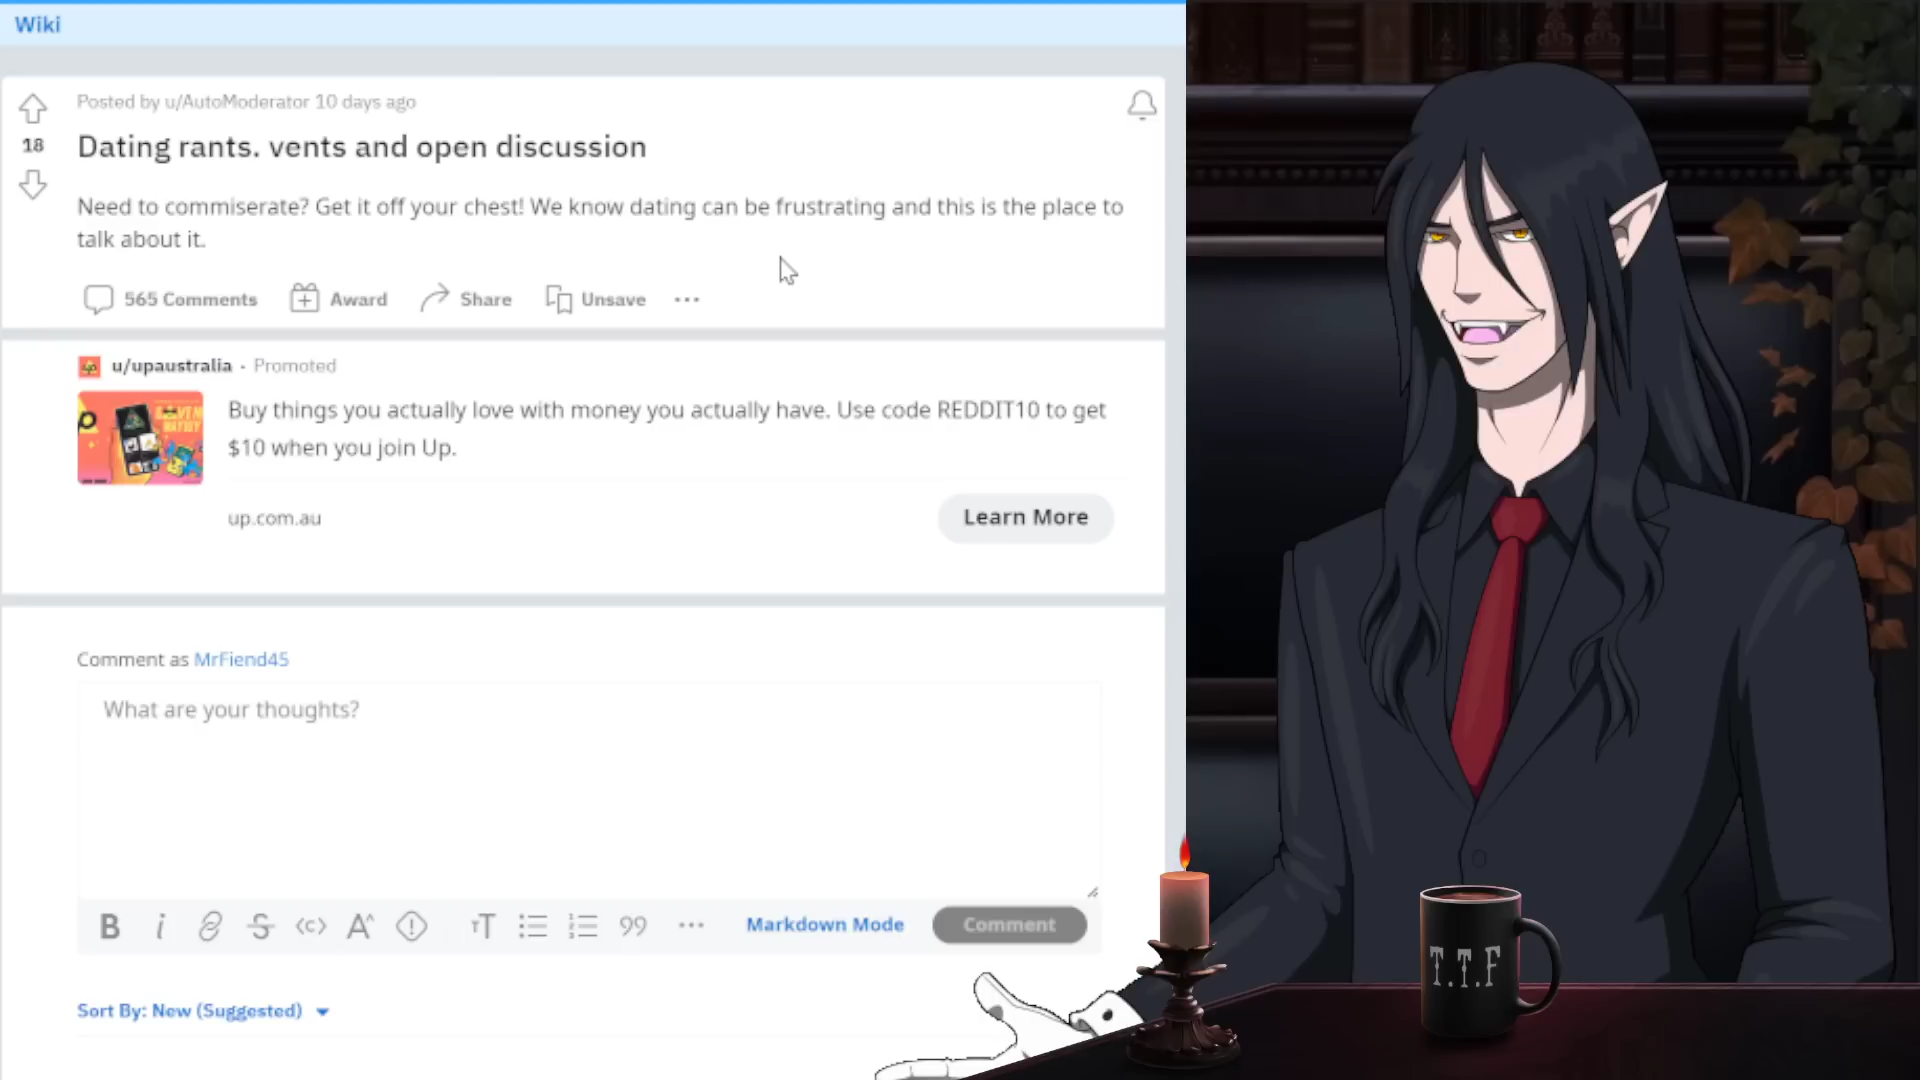 Wiki
Posted by u/AutoModerator 10 days ago
18
Dating rants. vents and open discussion
Need to commiserate? Get it off your chest! We know dating can be frustrating and this is the place to
talk about it.
565 Comments Award Share Unsave
u/upaustralia · Promoted
Buy things you actually love with money you actually have. Use code REDDIT10 to get
$10 when you join Up.
up.com.au
Learn More
Comment as MrFiend45
What are your thoughts?
Markdown Mode
Comment
Sort By: New (Suggested)
T.T.F